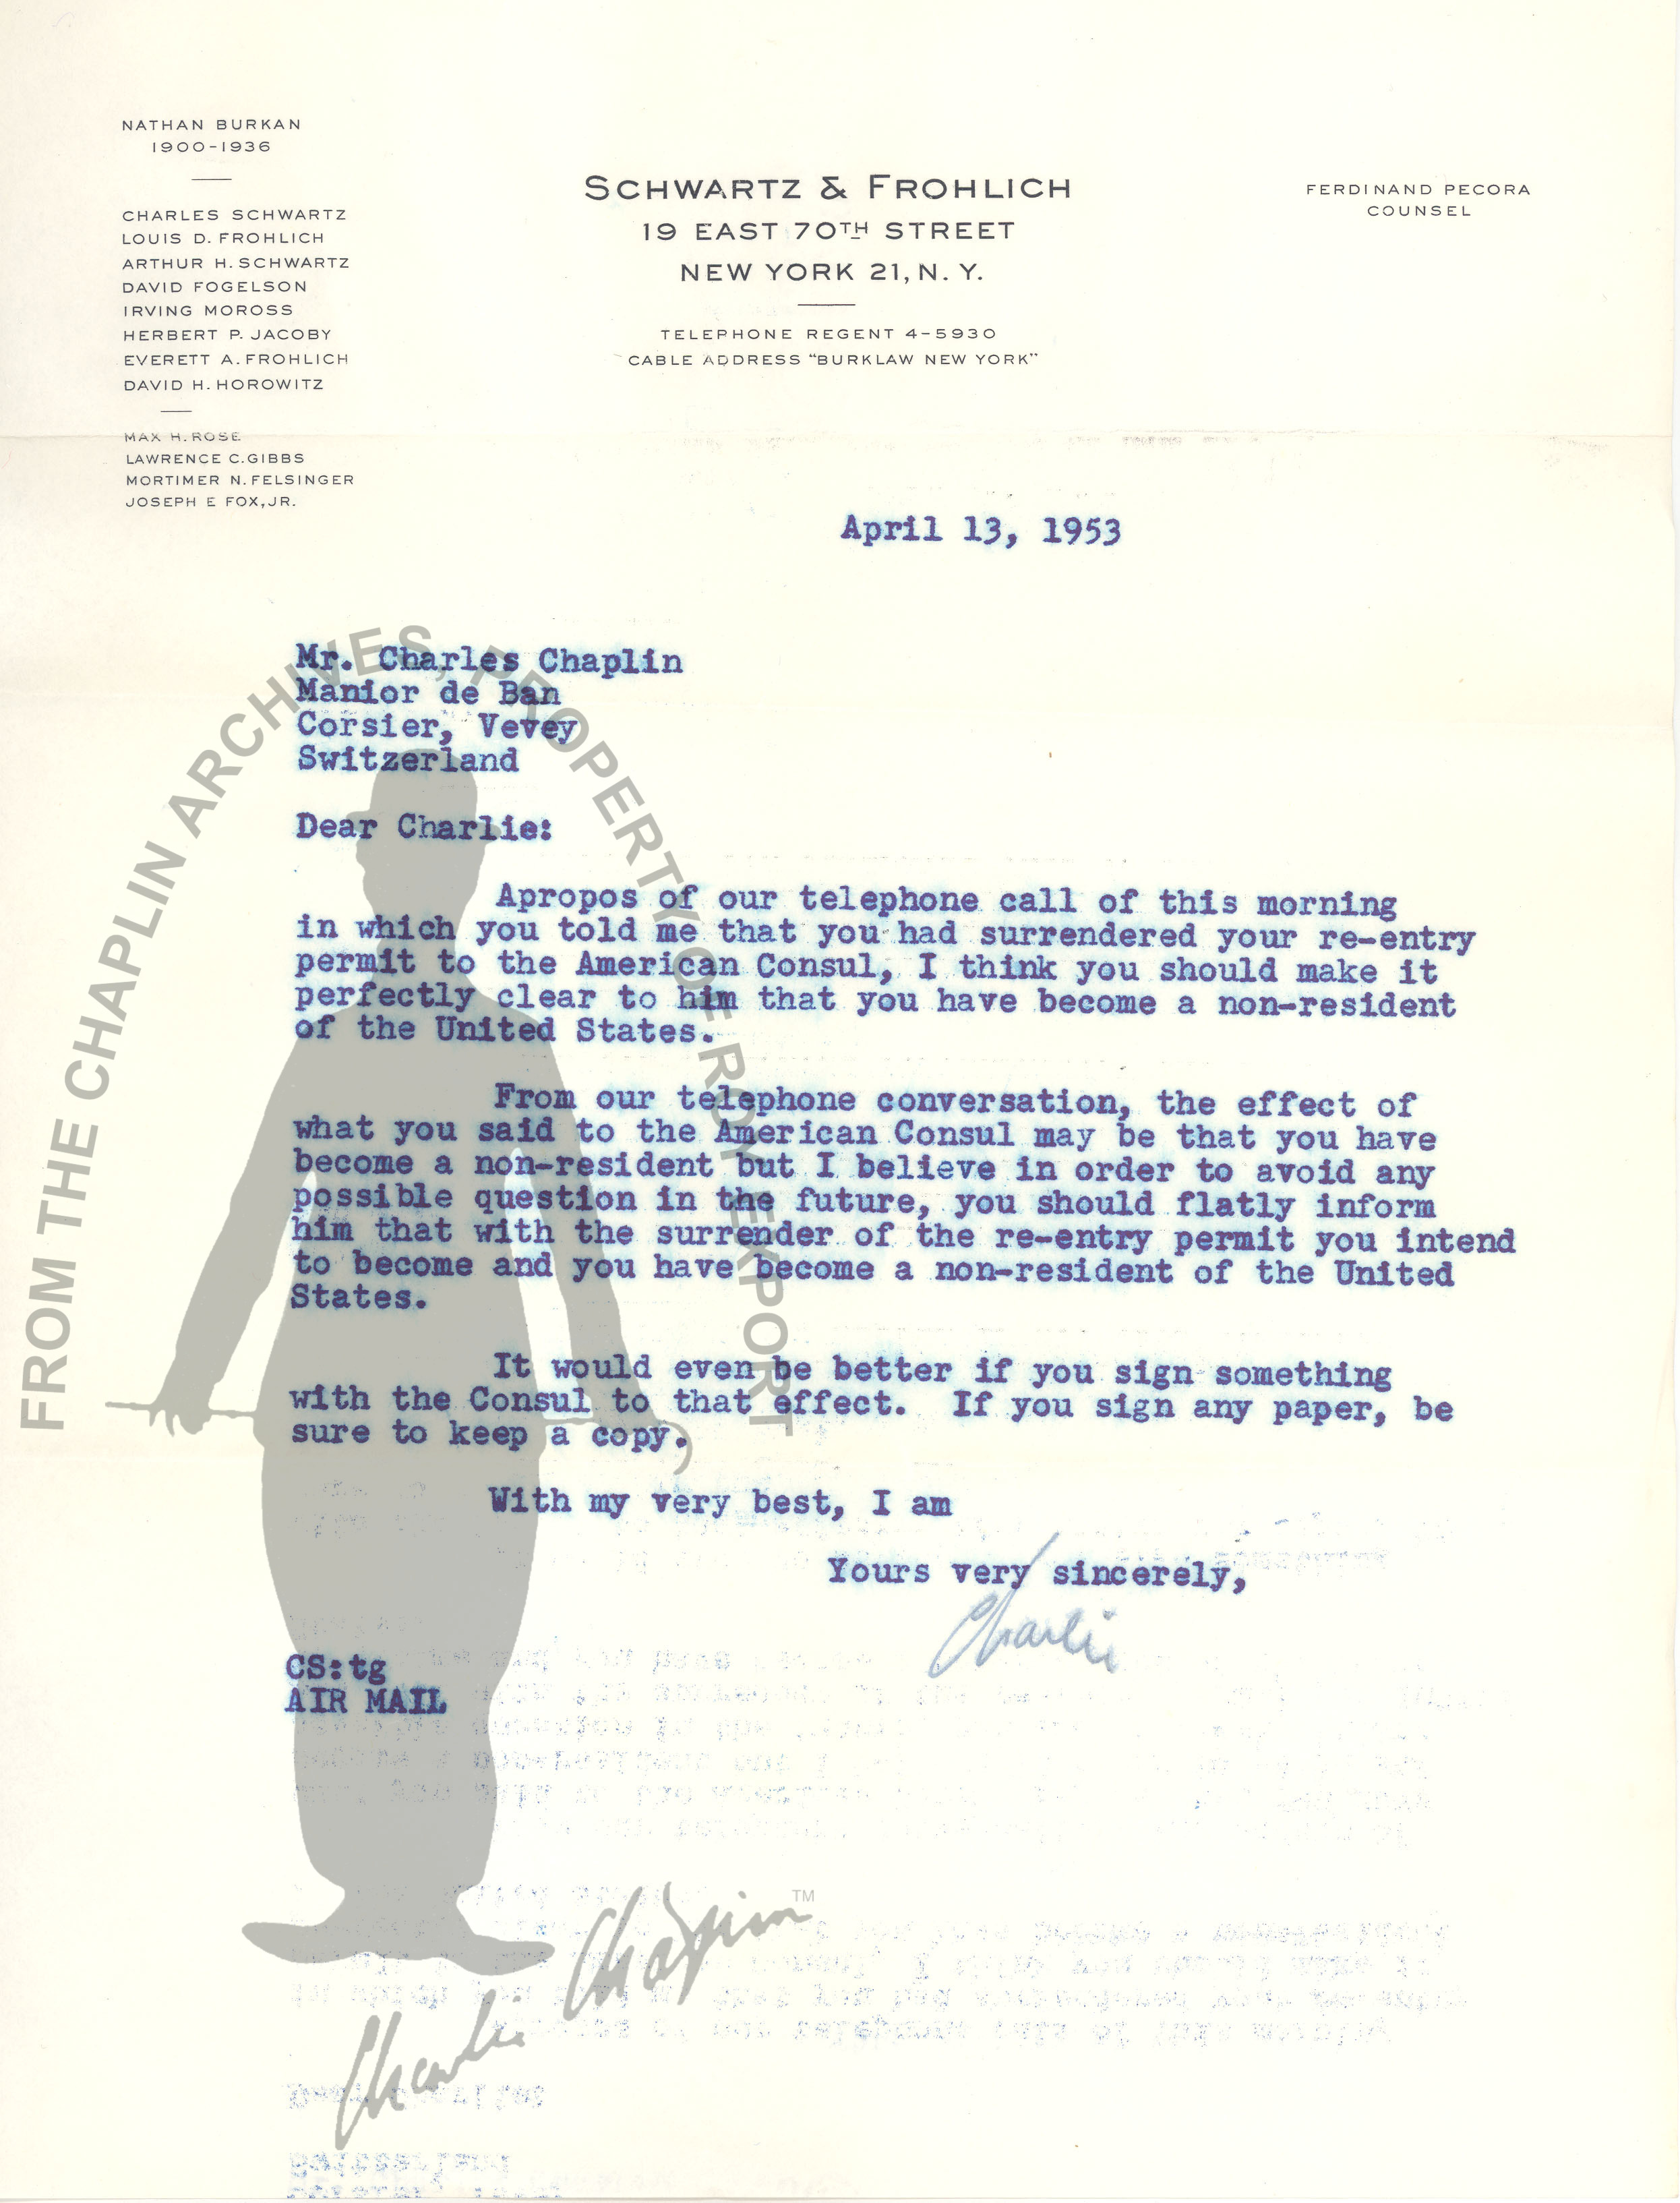 NATHAN BURKAN
1900-1936
CHARLES SCHWARTZ
LOUIS D. FROHLICH
ARTHUR H. SCHWARTZ
DAVID FOGELSON
IRVING MOROSS
HERBERT P. JACOBY
EVERETT A. FROHLICH
DAVID H. HOROWITZ
MAX H. ROSE
LAWRENCE C. GIBBS
MORTIMER N. FELSINGER
JOSEPH E FOX, JR.
SCHWARTZ & FROHLICH
19 EAST 70TH STREET
NEW YORK 21, N. Y.
TELEPHONE REGENT 4-5930
CABLE ADDRESS "BURKLAW NEW YORK"
FERDINAND PECORA
COUNSEL
April 13, 1953
Mr. Charles Chaplin
Manior de Ban
Corsier, Vevey
Switzerland
Dear Charlie:
Apropos of our telephone call of this morning
in which you told me that you had surrendered your re-entry
permit to the American Consul, I think you should make it
perfectly clear to him that you have become a non-resident
of the United States.
From our telephone conversation, the effect of
what you said to the American Consul may be that you have
become a non-resident but I believe in order to avoid any
possible question in the future, you should flatly inform
him that with the surrender of the re-entry permit you intend
to become and you have become a non-resident of the United
States.
It would even be better if you sign something
with the Consul to that effect. If you sign any paper, be
sure to keep a copy.
With my very best, I am
Yours very sincerely,
Charlie
CS:tg
AIR MAIL
FROM THE CHAPLIN ARCHIVES, PROPERTY OF ROY EXPORT
Charlie Chaplin TM